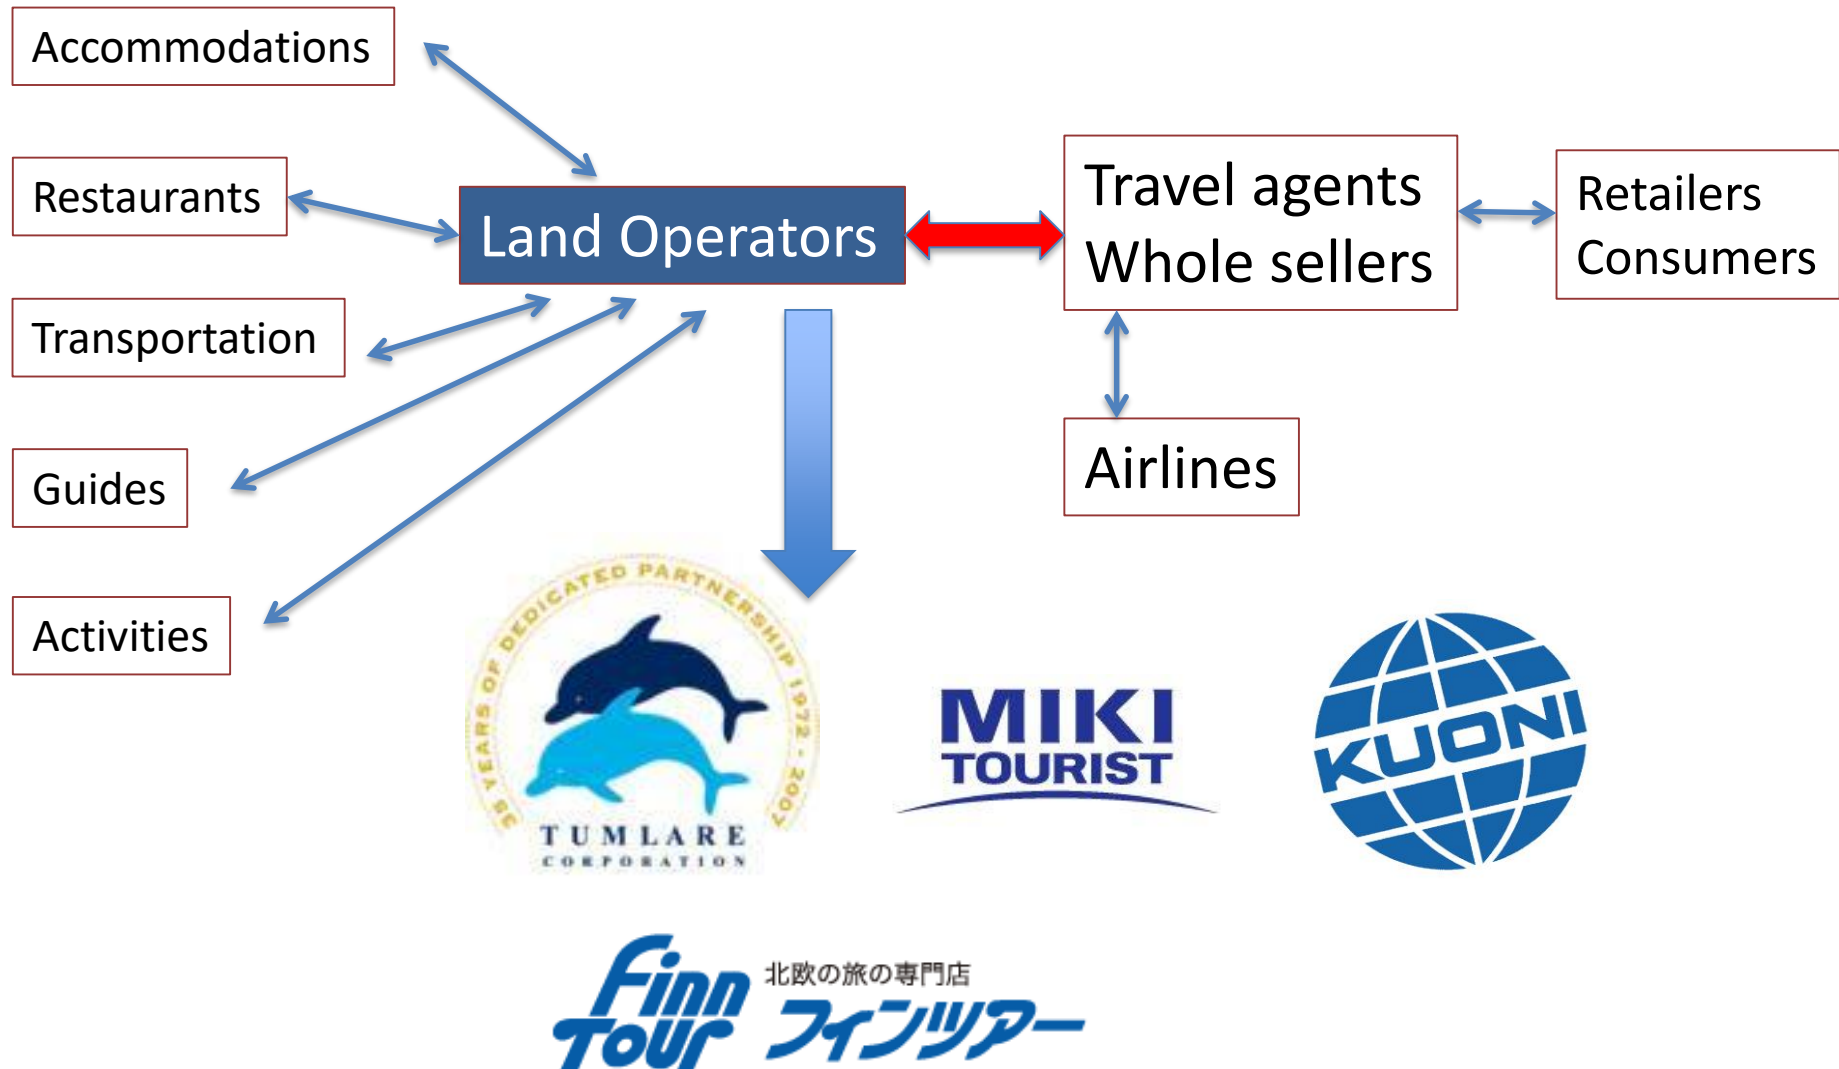 Accommodations
Restaurants
Land Operators
Travel agents
Whole sellers
Retailers
Consumers
Transportation
Guides
Airlines
Activities
35 YEARS OF DEDICATED PARTNERSHIP 1972 - 2007
TUMLARE
CORPORATION
MIKI
TOURIST
KUONI
Finn
Tour
北欧の旅の専門店
フィンツアー